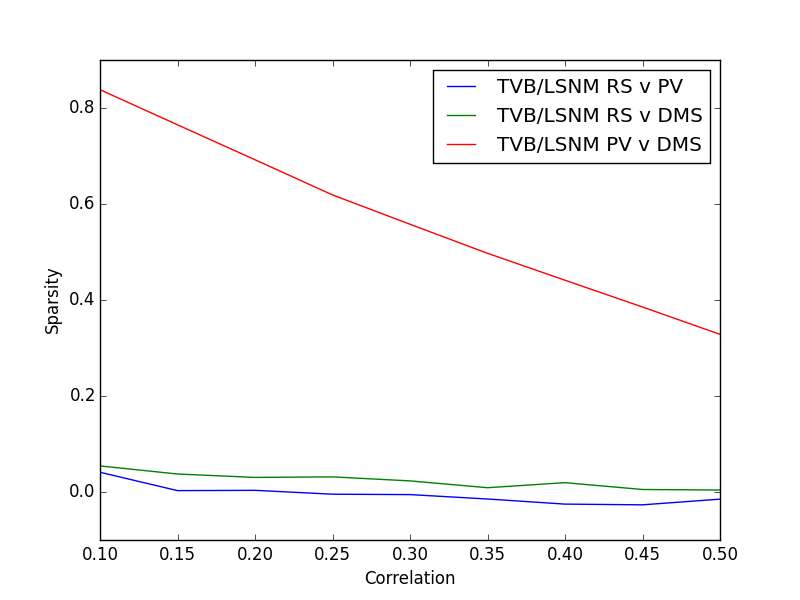 TVB/LSNM RS v PV
TVB/LSNM RS v DMS
TVB/LSNM PV v DMS
0.8
0.6
0.4
0.2
0.0
Sparsity
0.10 0.15 0.20 0.25 0.30 0.35 0.40 0.45 0.50
Correlation